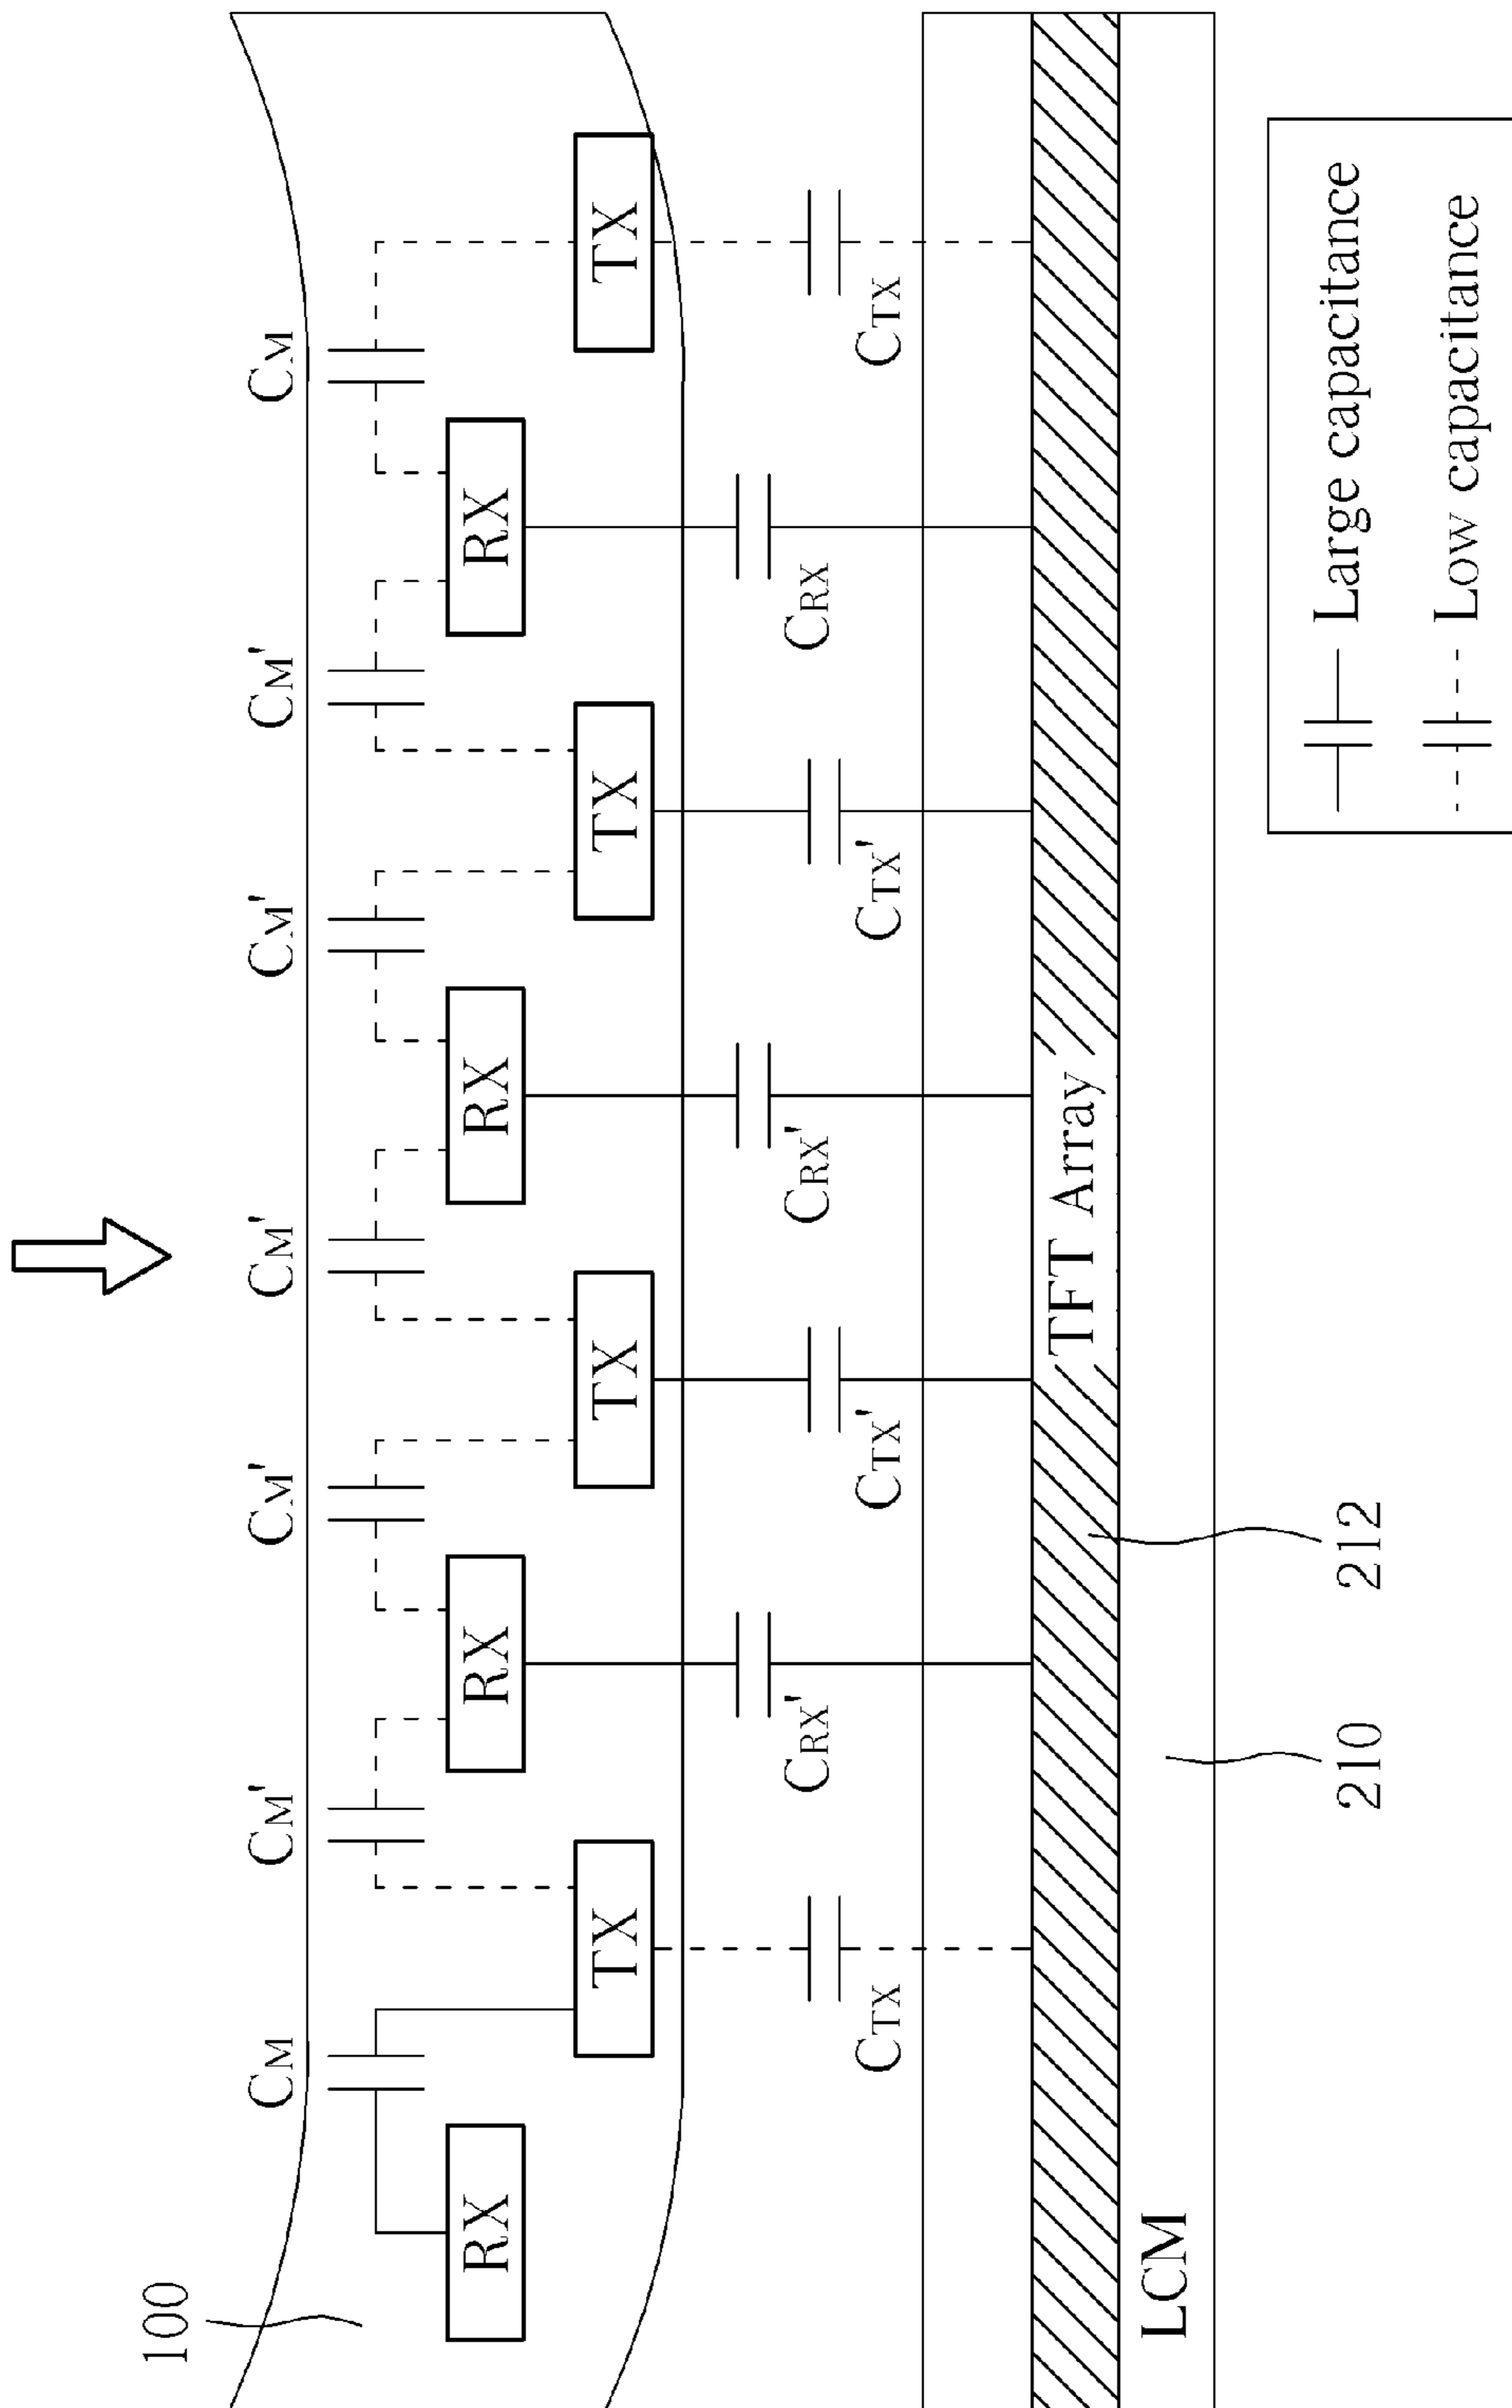 100
CM CM' CM' CM' CM' CM' CM
RX RX RX RX
TX TX TX TX
CRX' CRX' CRX
CTX CTX' CTX' CTX
TFT Array
LCM
210 212
Large capacitance
Low capacitance